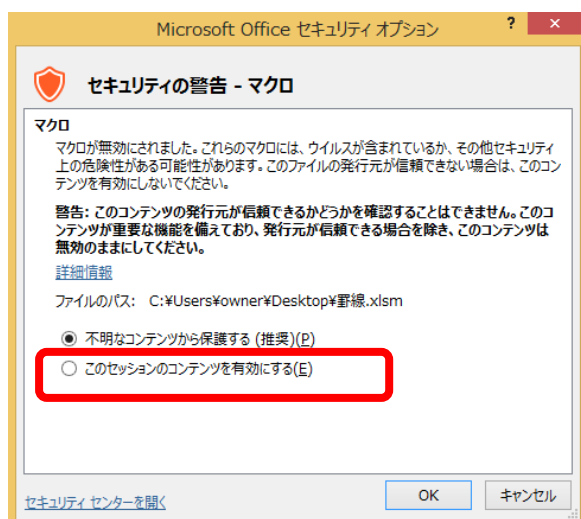 Microsoft Office セキュリティ オプション ? ×
セキュリティの警告 - マクロ
マクロ
マクロが無効にされました。これらのマクロには、ウイルスが含まれているか、その他セキュリティ
上の危険性がある可能性があります。このファイルの発行元が信頼できない場合は、このコン
テンツを有効にしないでください。
警告: このコンテンツの発行元が信頼できるかどうかを確認することはできません。このコ
ンテンツが重要な機能を備えており、発行元が信頼できる場合を除き、このコンテンツは
無効のままにしてください。
詳細情報
ファイルのパス: C:¥Users¥owner¥Desktop¥罫線.xlsm
不明なコンテンツから保護する (推奨)(P)
このセッションのコンテンツを有効にする(E)
セキュリティ センターを開く
OK
キャンセル